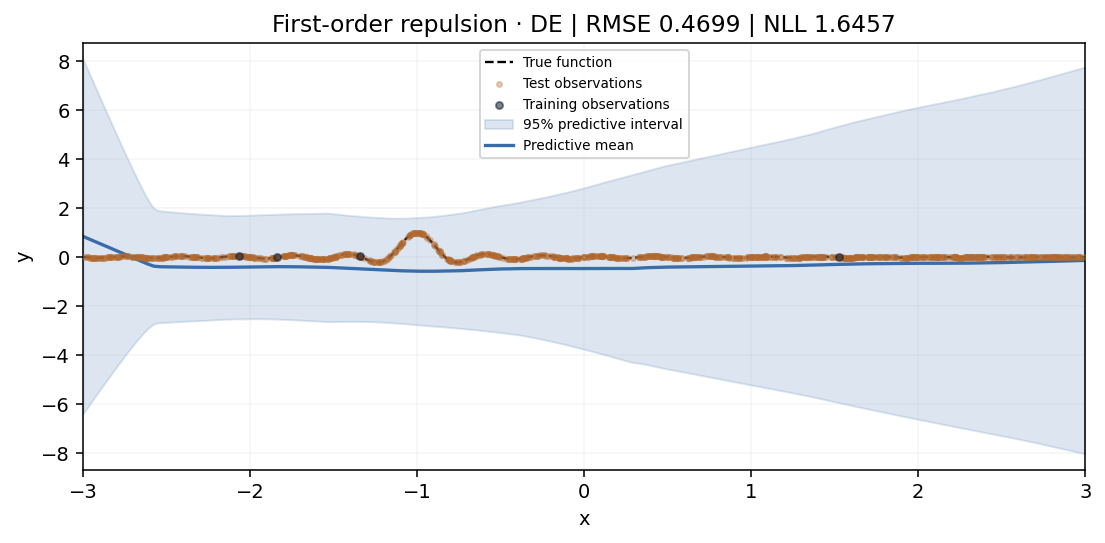 First-order repulsion · DE | RMSE 0.4699 | NLL 1.6457
True function
Test observations
Training observations
95% predictive interval
Predictive mean
8
6
4
2
0
−2
−4
−6
−8
y
−3
−2
−1
0
1
2
3
x